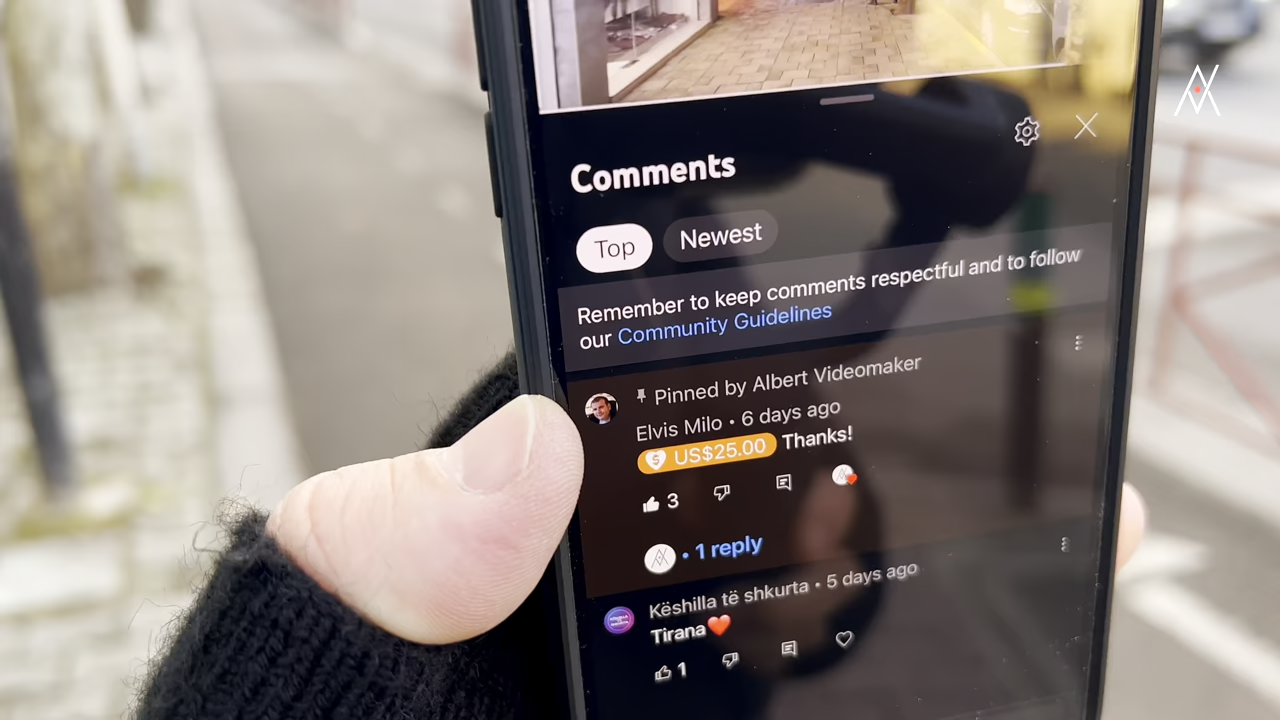 Comments
Top Newest
Remember to keep comments respectful and to follow
our Community Guidelines
Pinned by Albert Videomaker
Elvis Milo • 6 days ago
US$25.00 Thanks!
3
• 1 reply
Këshilla të shkurta • 5 days ago
Tirana❤️
1